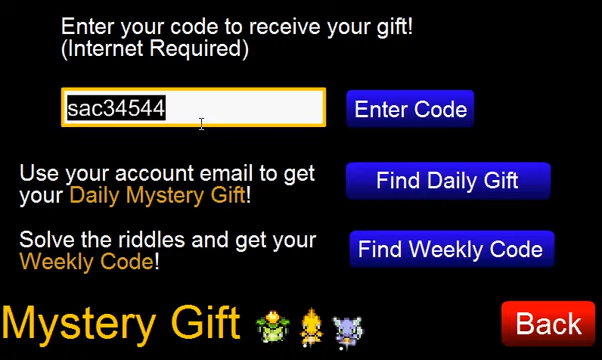 Enter your code to receive your gift!
(Internet Required)
sac34544
Enter Code
Use your account email to get
your Daily Mystery Gift!
Find Daily Gift
Solve the riddles and get your
Weekly Code!
Find Weekly Code
Mystery Gift
Back